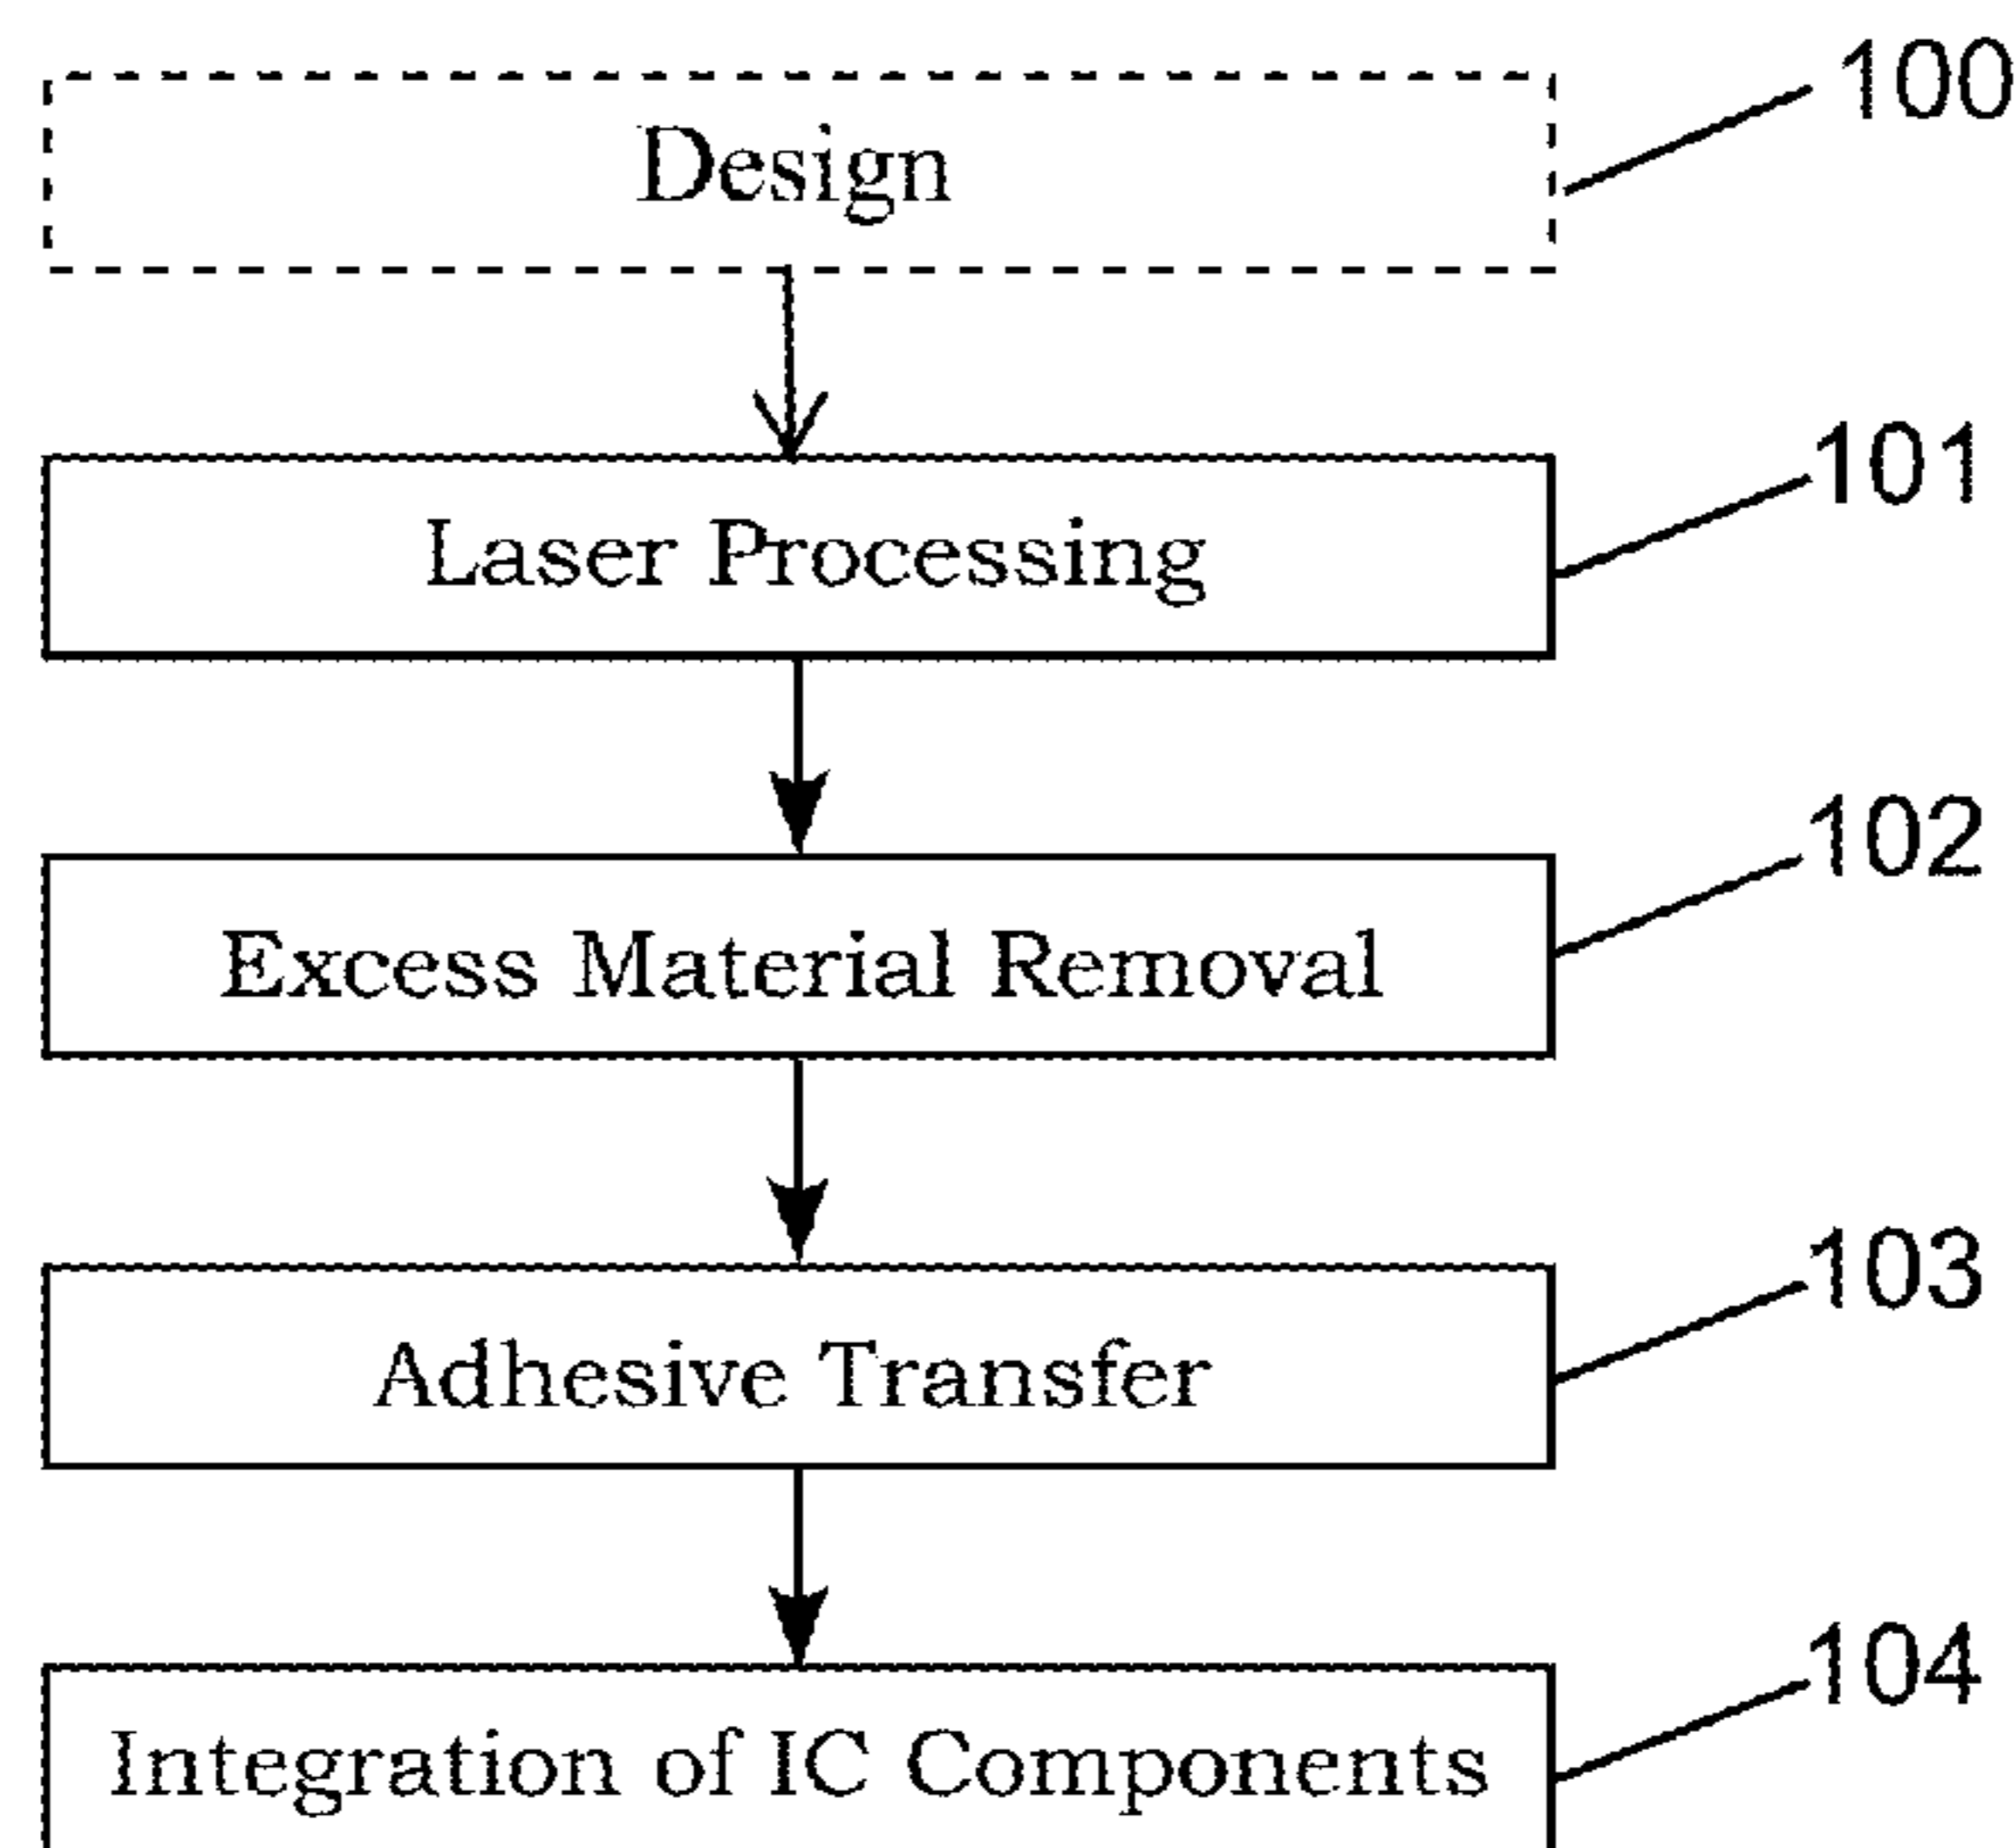 100
Design
101
Laser Processing
102
Excess Material Removal
103
Adhesive Transfer
104
Integration of IC Components